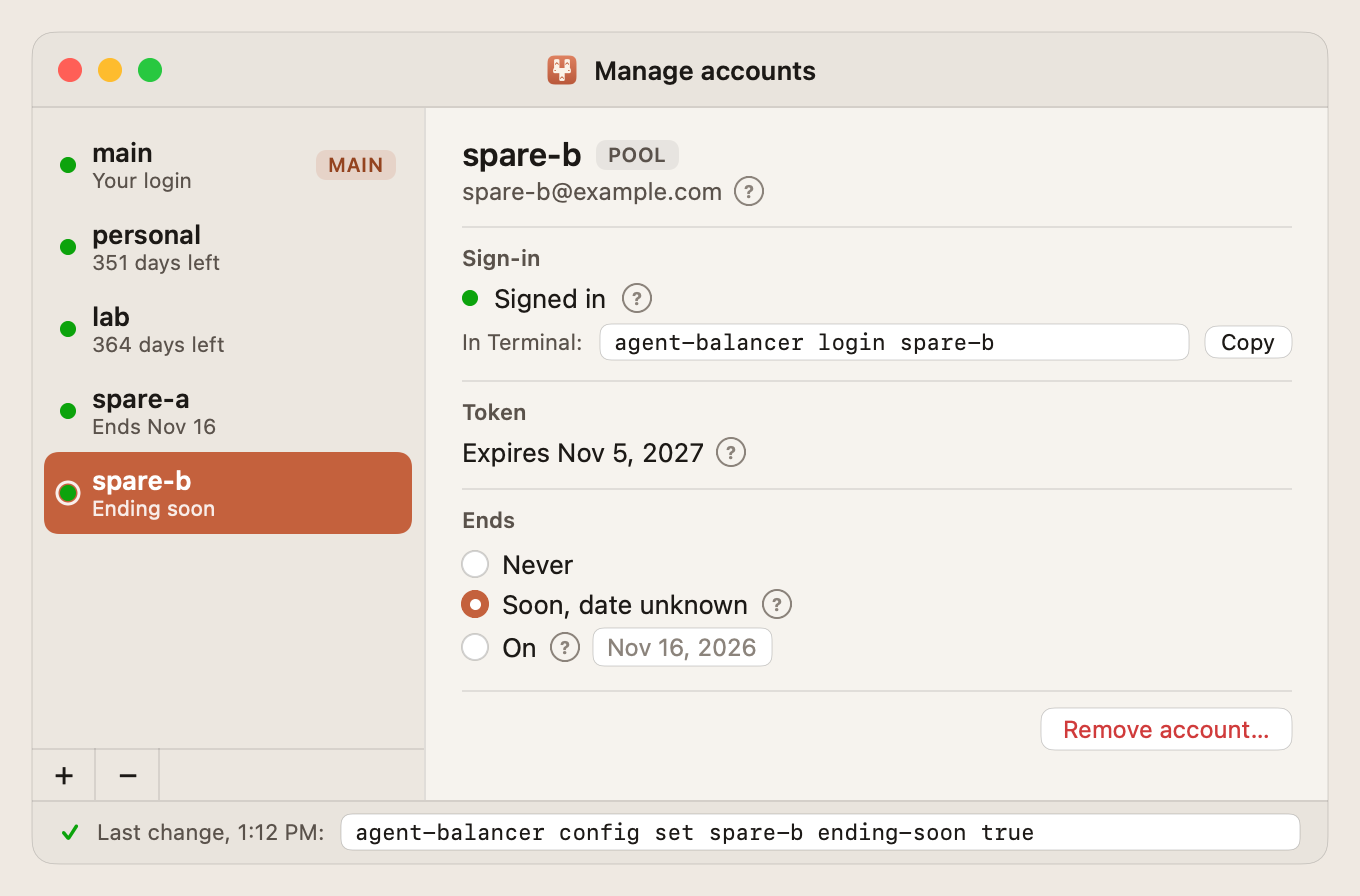 Manage accounts
main
Your login
MAIN
personal
351 days left
lab
364 days left
spare-a
Ends Nov 16
spare-b
Ending soon
+
−
spare-b POOL
spare-b@example.com ?
Sign-in
Signed in ?
In Terminal: agent-balancer login spare-b Copy
Token
Expires Nov 5, 2027 ?
Ends
Never
Soon, date unknown ?
On ? Nov 16, 2026
Remove account...
Last change, 1:12 PM: agent-balancer config set spare-b ending-soon true